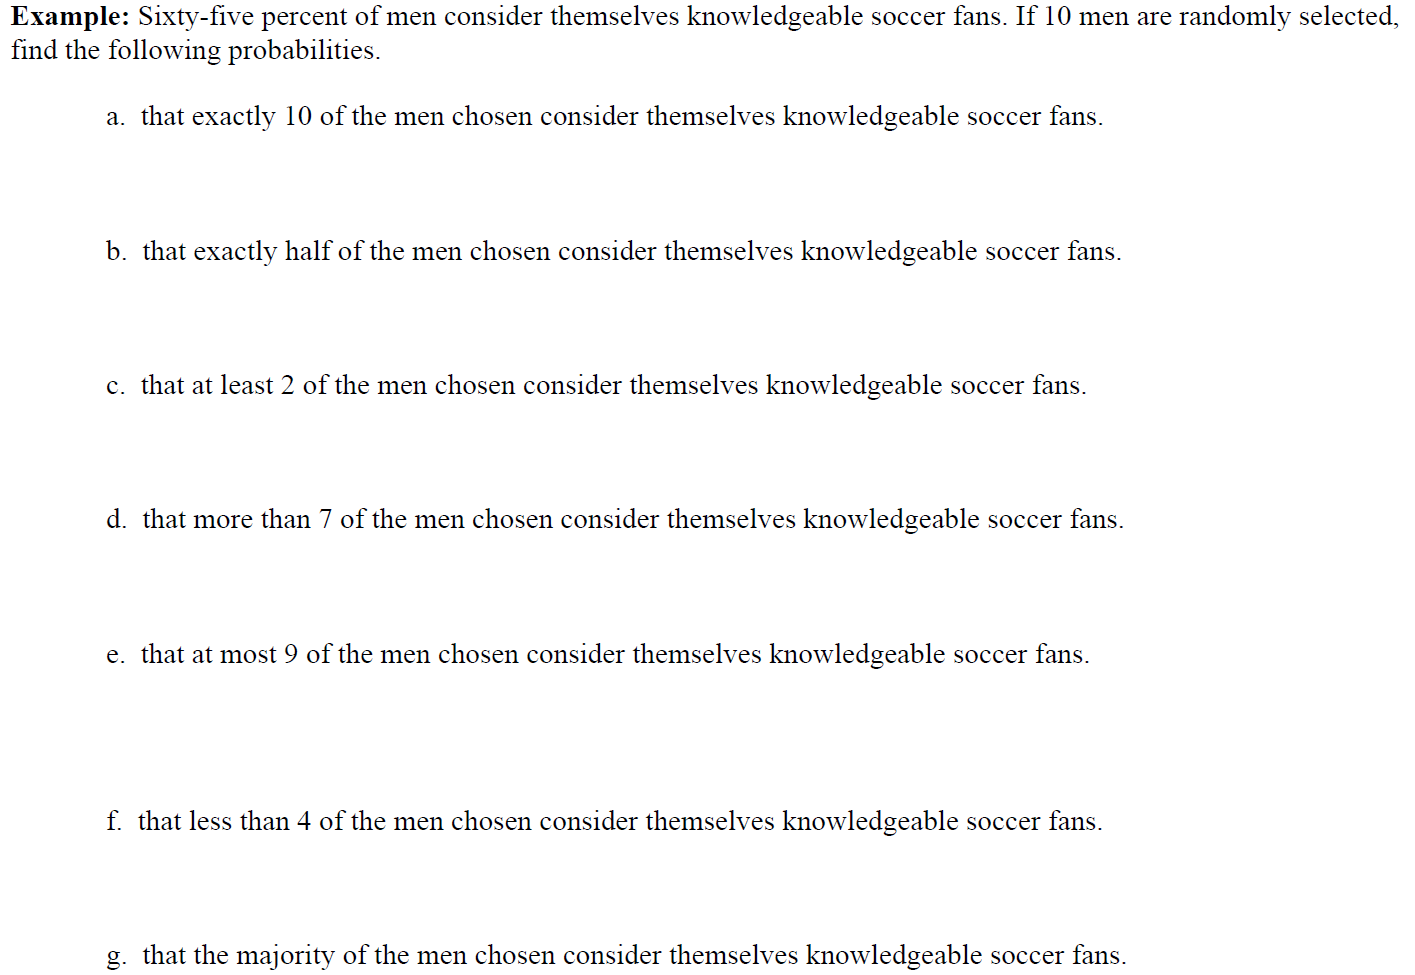 Example: Sixty-five percent of men consider themselves knowledgeable soccer fans. If 10 men are randomly selected,
find the following probabilities.
a. that exactly 10 of the men chosen consider themselves knowledgeable soccer fans.
b. that exactly half of the men chosen consider themselves knowledgeable soccer fans.
c. that at least 2 of the men chosen consider themselves knowledgeable soccer fans.
d. that more than 7 of the men chosen consider themselves knowledgeable soccer fans.
e. that at most 9 of the men chosen consider themselves knowledgeable soccer fans.
f. that less than 4 of the men chosen consider themselves knowledgeable soccer fans.
g. that the majority of the men chosen consider themselves knowledgeable soccer fans.